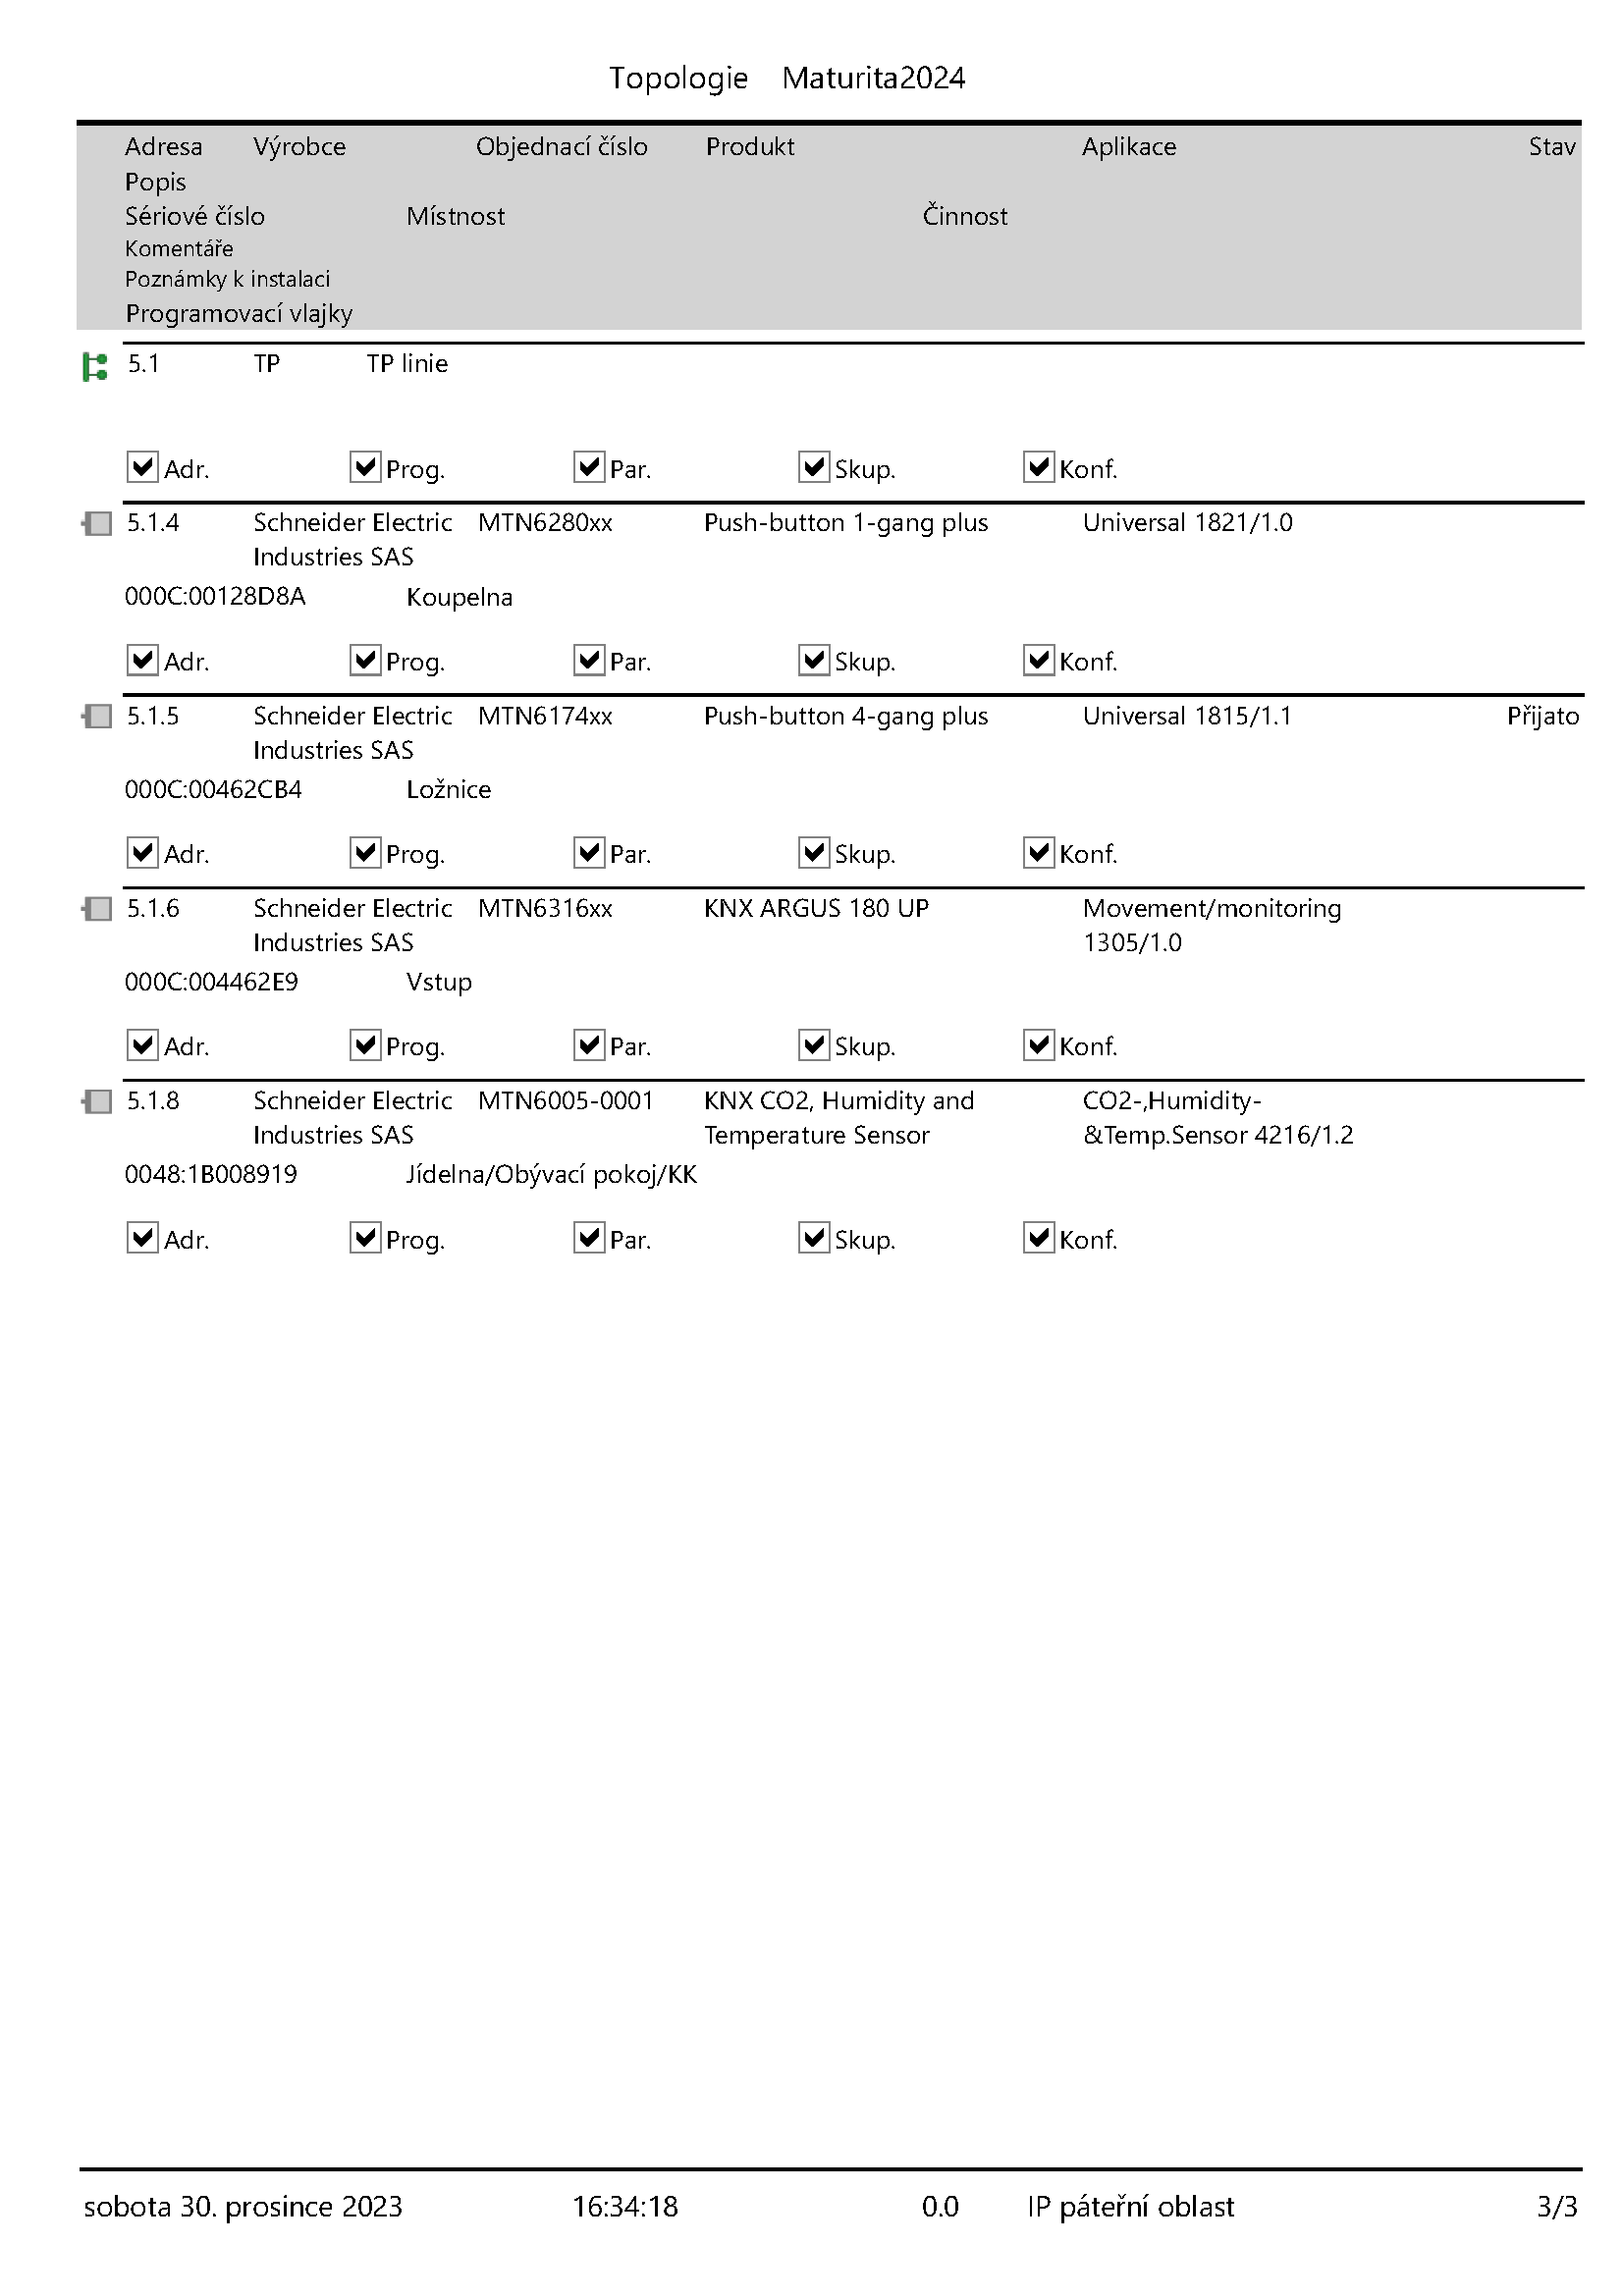 Topologie Maturita2024
Adresa Výrobce Objednací číslo Produkt Aplikace Stav
Popis
Sériové číslo Místnost Činnost
Komentáře
Poznámky k instalaci
Programovací vlajky
5.1 TP TP linie
Adr. Prog. Par. Skup. Konf.
5.1.4 Schneider Electric MTN6280xx Push-button 1-gang plus Universal 1821/1.0
Industries SAS
000C:00128D8A Koupelna
Adr. Prog. Par. Skup. Konf.
5.1.5 Schneider Electric MTN6174xx Push-button 4-gang plus Universal 1815/1.1 Přijato
Industries SAS
000C:00462CB4 Ložnice
Adr. Prog. Par. Skup. Konf.
5.1.6 Schneider Electric MTN6316xx KNX ARGUS 180 UP Movement/monitoring
Industries SAS 1305/1.0
000C:004462E9 Vstup
Adr. Prog. Par. Skup. Konf.
5.1.8 Schneider Electric MTN6005-0001 KNX CO2, Humidity and CO2-,Humidity-
Industries SAS Temperature Sensor &Temp.Sensor 4216/1.2
0048:1B008919 Jídelna/Obývací pokoj/KK
Adr. Prog. Par. Skup. Konf.
sobota 30. prosince 2023 16:34:18 0.0 IP páteřní oblast 3/3